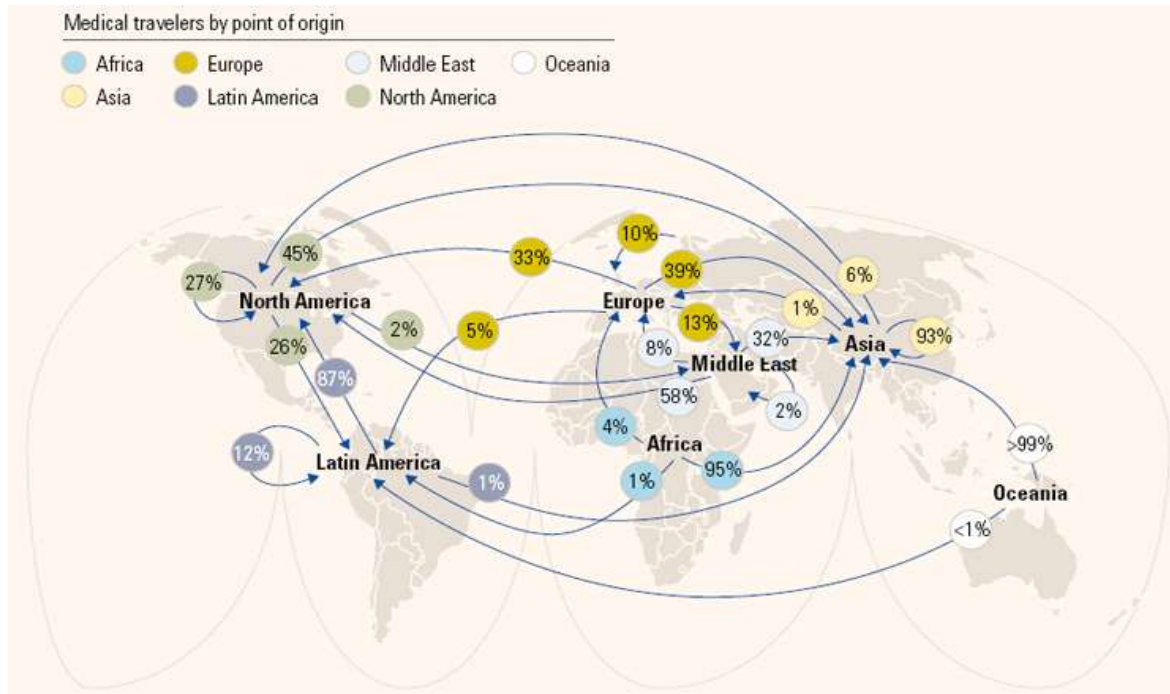 Medical travelers by point of origin
Africa Europe Middle East Oceania
Asia Latin America North America
10%
45%
33%
39%
6%
27%
North America
Europe
1%
2%
5%
13%
32%
93%
26%
8%
Asia
Middle East
87%
58%
2%
4%
Africa
>99%
12%
Latin America
95%
1%
1%
Oceania
<1%